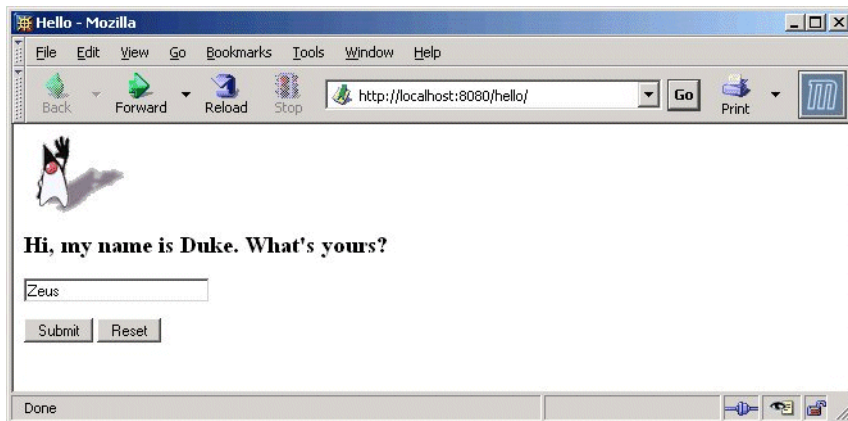 Hello - Mozilla
File Edit View Go Bookmarks Tools Window Help
Back Forward Reload Stop http://localhost:8080/hello/ Go Print
Hi, my name is Duke. What's yours?
Zeus
Submit Reset
Done